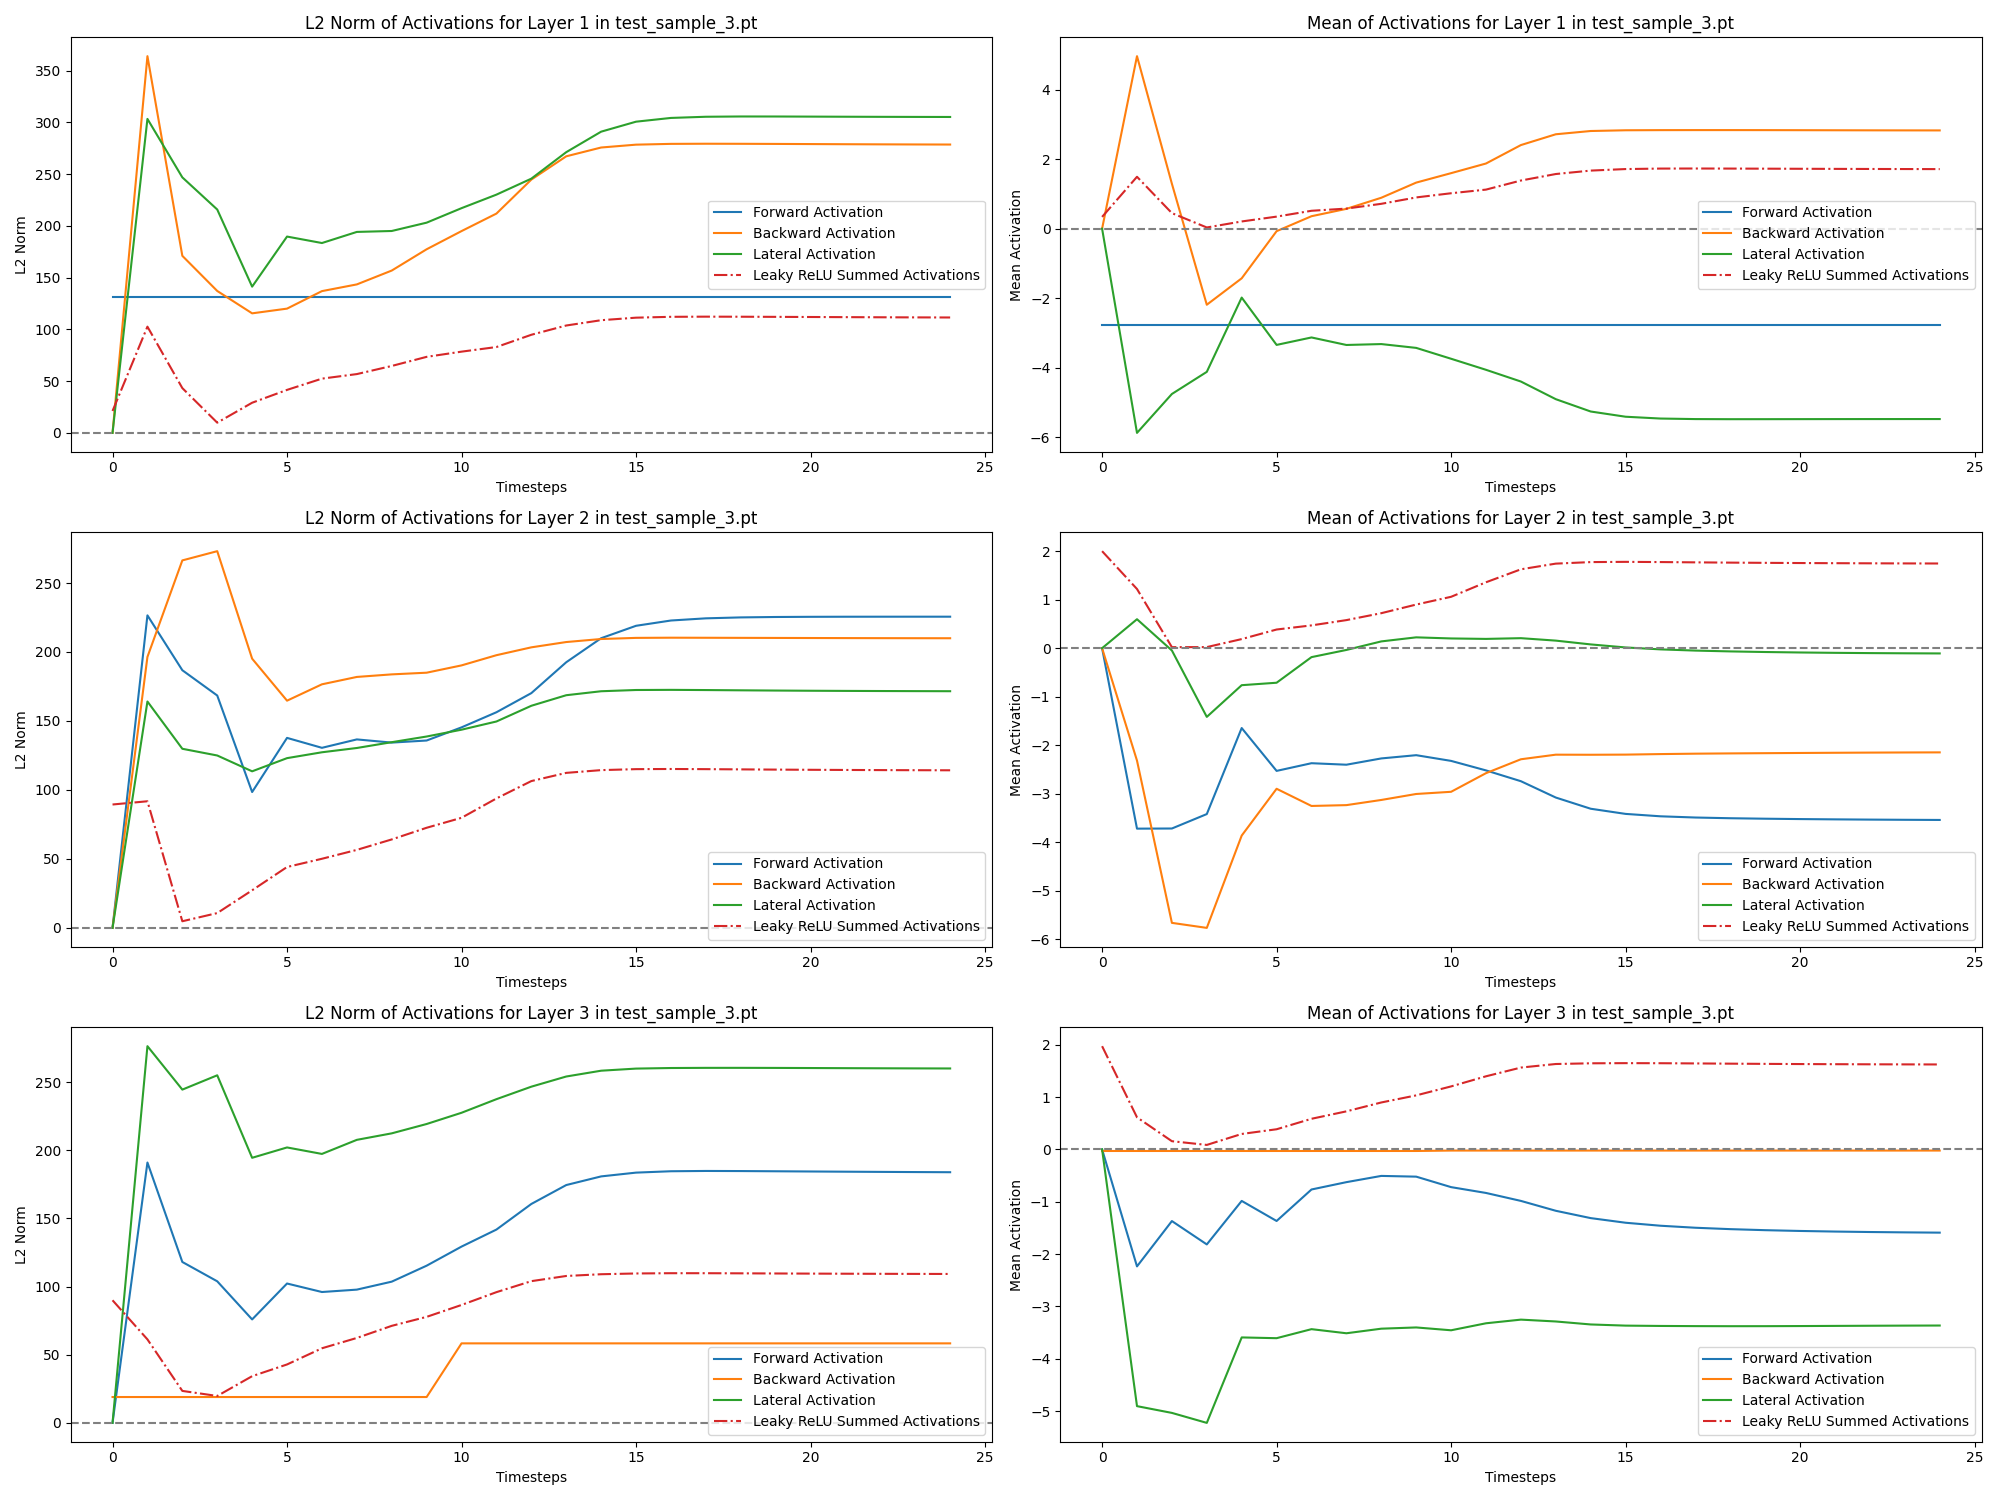 L2 Norm of Activations for Layer 1 in test_sample_3.pt
L2 Norm
350
300
250
200
150
100
50
0
0 5 10 15 20 25
Timesteps
Forward Activation
Backward Activation
Lateral Activation
Leaky ReLU Summed Activations
Mean of Activations for Layer 1 in test_sample_3.pt
Mean Activation
4
2
0
−2
−4
−6
0 5 10 15 20 25
Timesteps
Forward Activation
Backward Activation
Lateral Activation
Leaky ReLU Summed Activations
L2 Norm of Activations for Layer 2 in test_sample_3.pt
L2 Norm
250
200
150
100
50
0
0 5 10 15 20 25
Timesteps
Forward Activation
Backward Activation
Lateral Activation
Leaky ReLU Summed Activations
Mean of Activations for Layer 2 in test_sample_3.pt
Mean Activation
2
1
0
−1
−2
−3
−4
−5
−6
0 5 10 15 20 25
Timesteps
Forward Activation
Backward Activation
Lateral Activation
Leaky ReLU Summed Activations
L2 Norm of Activations for Layer 3 in test_sample_3.pt
L2 Norm
250
200
150
100
50
0
0 5 10 15 20 25
Timesteps
Forward Activation
Backward Activation
Lateral Activation
Leaky ReLU Summed Activations
Mean of Activations for Layer 3 in test_sample_3.pt
Mean Activation
2
1
0
−1
−2
−3
−4
−5
0 5 10 15 20 25
Timesteps
Forward Activation
Backward Activation
Lateral Activation
Leaky ReLU Summed Activations